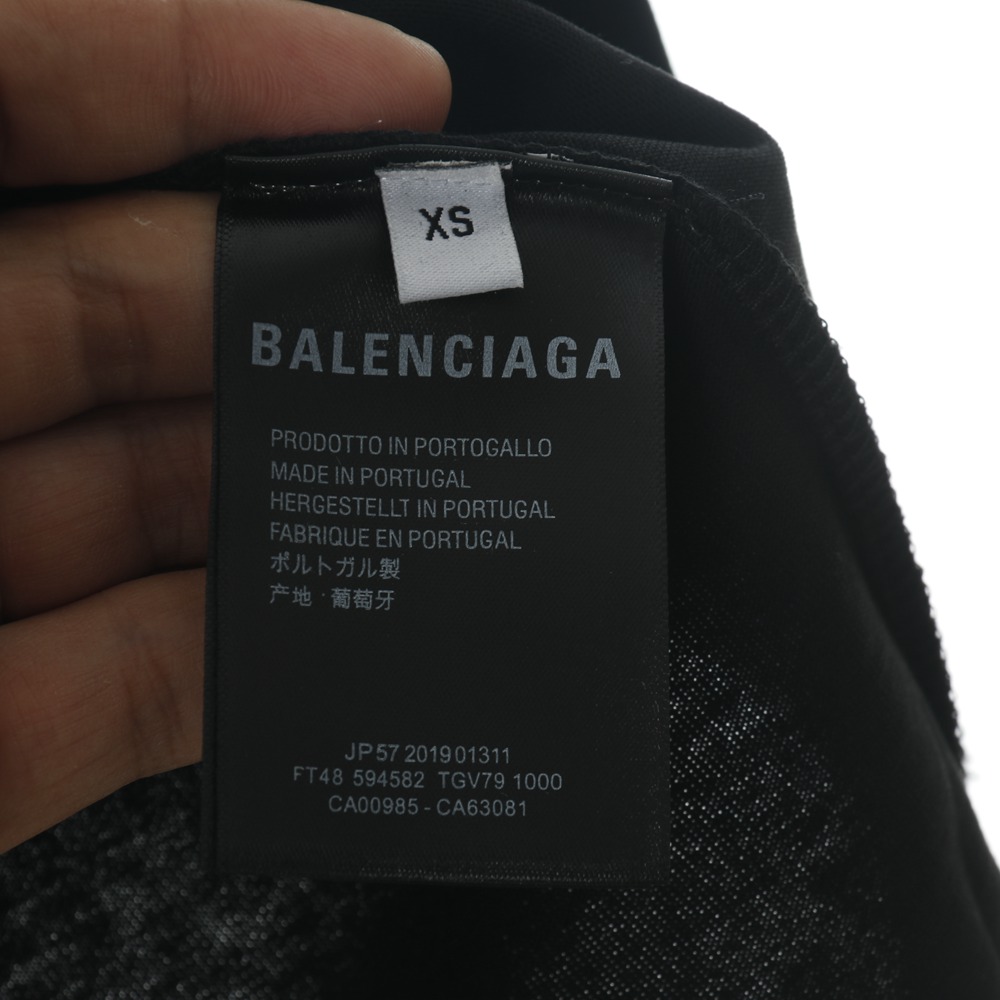 XS
BALENCIAGA
PRODOTTO IN PORTOGALLO
MADE IN PORTUGAL
HERGESTELLT IN PORTUGAL
FABRIQUE EN PORTUGAL
ポルトガル製
产地·葡萄牙
JP57 201901311
FT48 594582 TGV79 1000
CA00985-CA63081